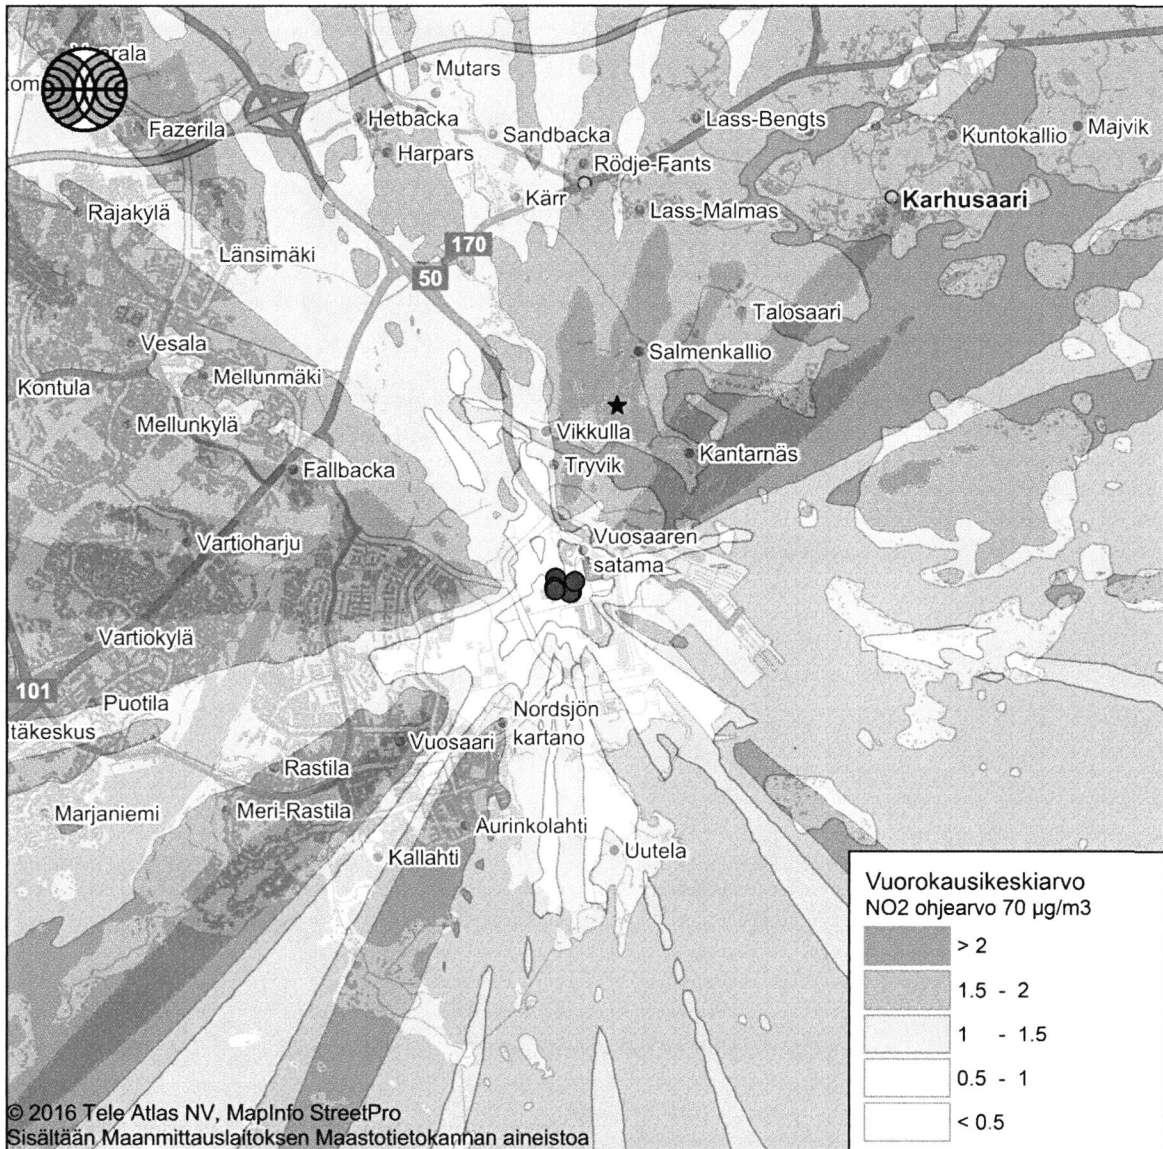 Mutars
Hetbäcka
Fazerila
Sandbacka
Lass-Bengts
Kuntokallio
Majvik
Harpars
Rödje-Fants
Kärr
Karhusaari
Rajakylä
Lass-Malmas
170
Länsimäki
50
Talosaari
Vesala
Salmenkallio
Kontula
Mellunmäki
Mellunkylä
Vikkulla
Kantarnäs
Fallbacka
Tryvik
Vartioharju
Vuosaaren
satama
Vartiokylä
101
Puotila
täkeskus
Nordsjön
kartano
Vuosaari
Rastila
Marjaniemi
Meri-Rastila
Aurinkolahti
Kallahti
Uutela
Vuorokausikeskiarvo
NO2 ohjearvo 70 µg/m3
> 2
1.5 - 2
1 - 1.5
0.5 - 1
< 0.5
© 2016 Tele Atlas NV, MapInfo StreetPro
Sisältään Maanmittauslaitoksen Maastotietokannan aineistoa